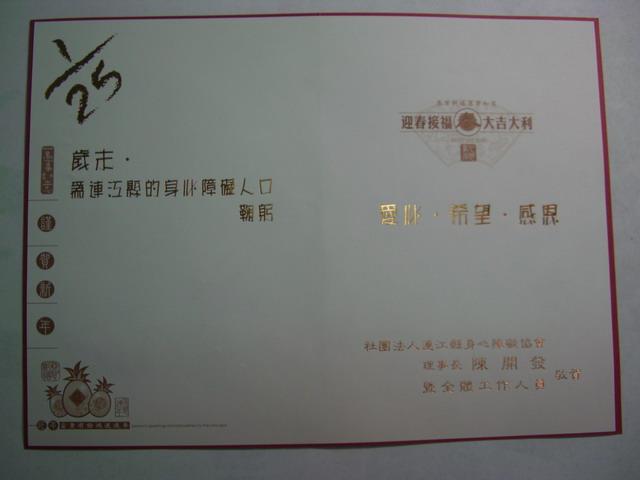 歲末．
為連江縣的身心障礙人口
鞠躬
謹
賀
新
年
迎春接福 春 大吉大利
愛心．希望．感恩
社團法人連江縣身心障礙協會
理事長 陳開發
暨全體工作人員 敬賀